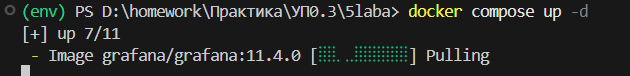 (env) PS D:\homework\Практика\УП0.3\5laba> docker compose up -d
[+] up 7/11
- Image grafana/grafana:11.4.0 [⣿⣿. ..⣿⣿⣿⣿⣿⣿⣿] Pulling